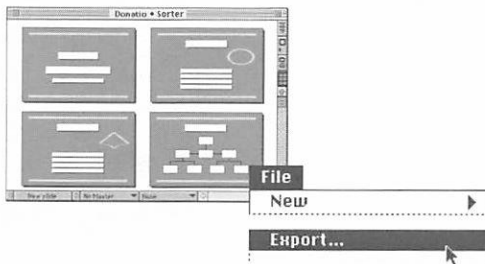 Donatio • Sorter
New slide No Master None
File
New
Export...